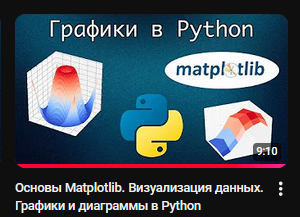 Графики в Python
matplotlib
9:10
Основы Matplotlib. Визуализация данных.
Графики и диаграммы в Python